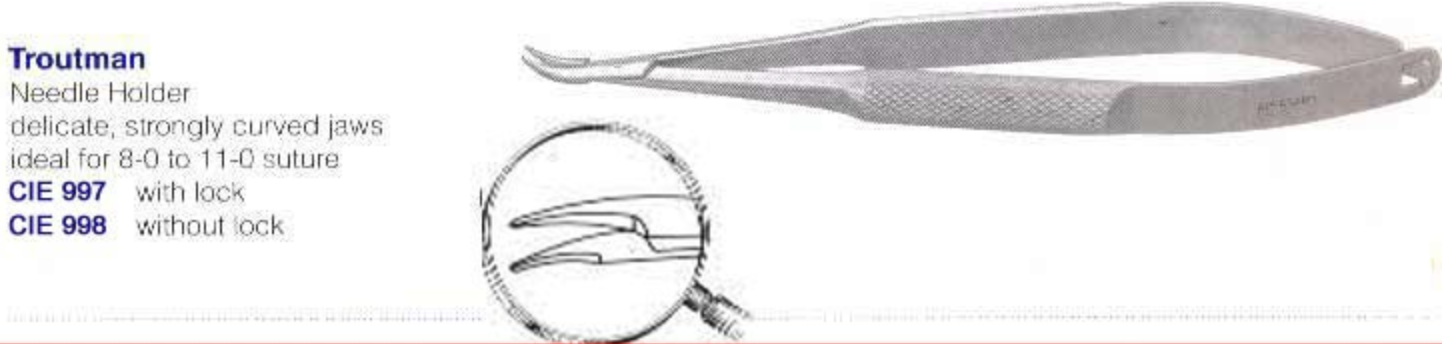 Troutman
Needle Holder
delicate, strongly curved jaws
ideal for 8-0 to 11-0 suture
CIE 997 with lock
CIE 998 without lock